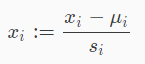 $x_i := \frac{x_i - \mu_i}{s_i}$